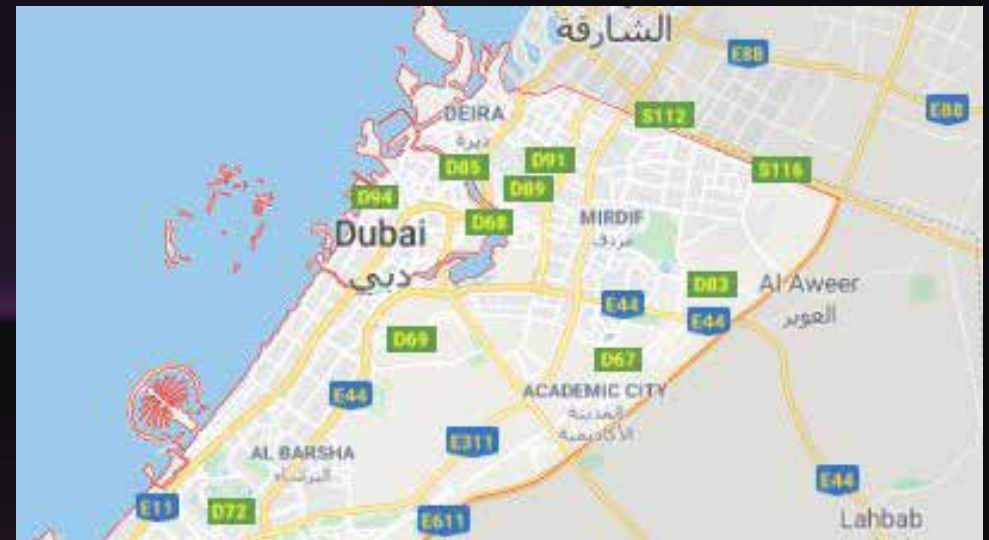 الشارقة
E88
E88
DEIRA
ديرة
S112
D85
D91
S116
D89
D94
D68
MIRDIF
مردف
Dubai
دبي
D83
Al Aweer
العوير
E44
E44
D69
D67
E44
ACADEMIC CITY
المدينة
الأكاديمية
E311
AL BARSHA
البرشاء
E44
E11
D72
E611
Lahbab